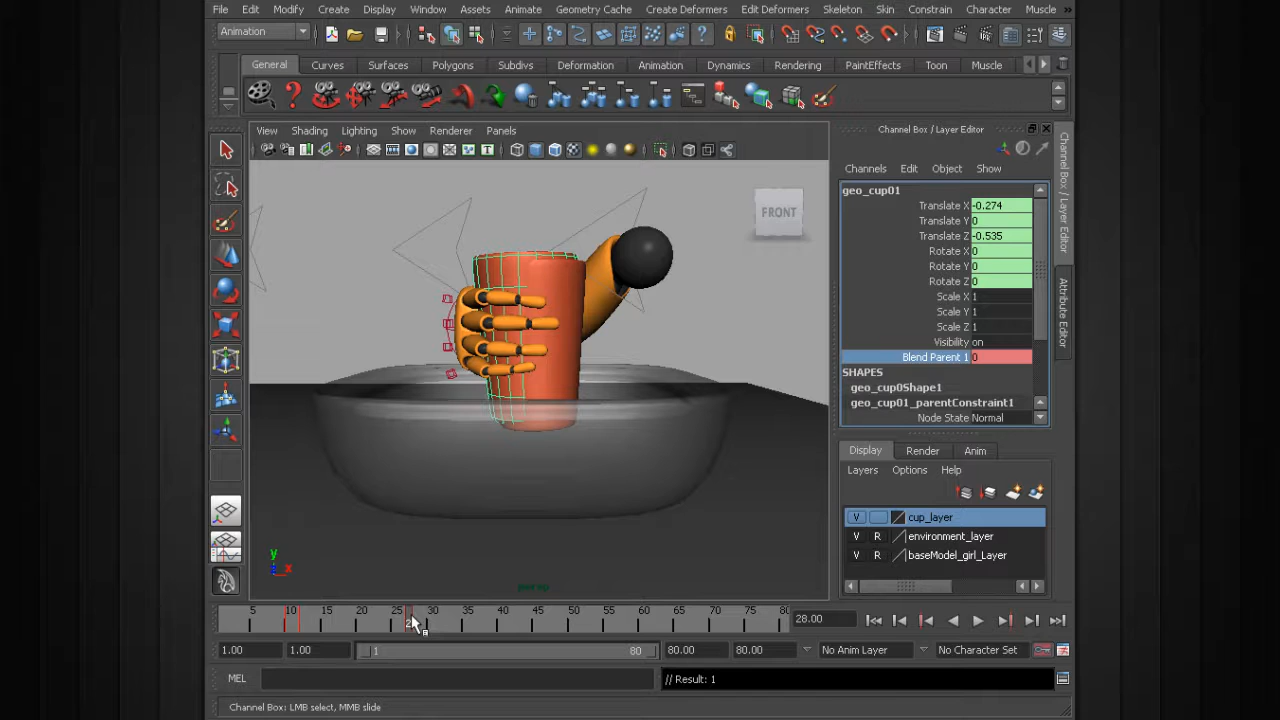 File Edit Modify Create Display Window Assets Animate Geometry Cache Create Deformers Edit Deformers Skeleton Skin Constrain Character Muscle »
Animation
General Curves Surfaces Polygons Subdivs Deformation Animation Dynamics Rendering PaintEffects Toon Muscle
View Shading Lighting Show Renderer Panels
FRONT
y
z x
Channel Box / Layer Editor
Channels Edit Object Show
geo_cup01
Translate X -0.274
Translate Y 0
Translate Z -0.535
Rotate X 0
Rotate Y 0
Rotate Z 0
Scale X 1
Scale Y 1
Scale Z 1
Visibility on
Blend Parent 1 0
SHAPES
geo_cup0Shape1
geo_cup01_parentConstraint1
Node State Normal
Display Render Anim
Layers Options Help
V cup_layer
V R environment_layer
V R baseModel_girl_Layer
Channel Box / Layer Editor
Attribute Editor
5 10 15 20 25 30 35 40 45 50 55 60 65 70 75 80 28.00
1.00 1.00 1 80 80.00 80.00 No Anim Layer No Character Set
MEL // Result: 1
Channel Box: LMB select, MMB slide